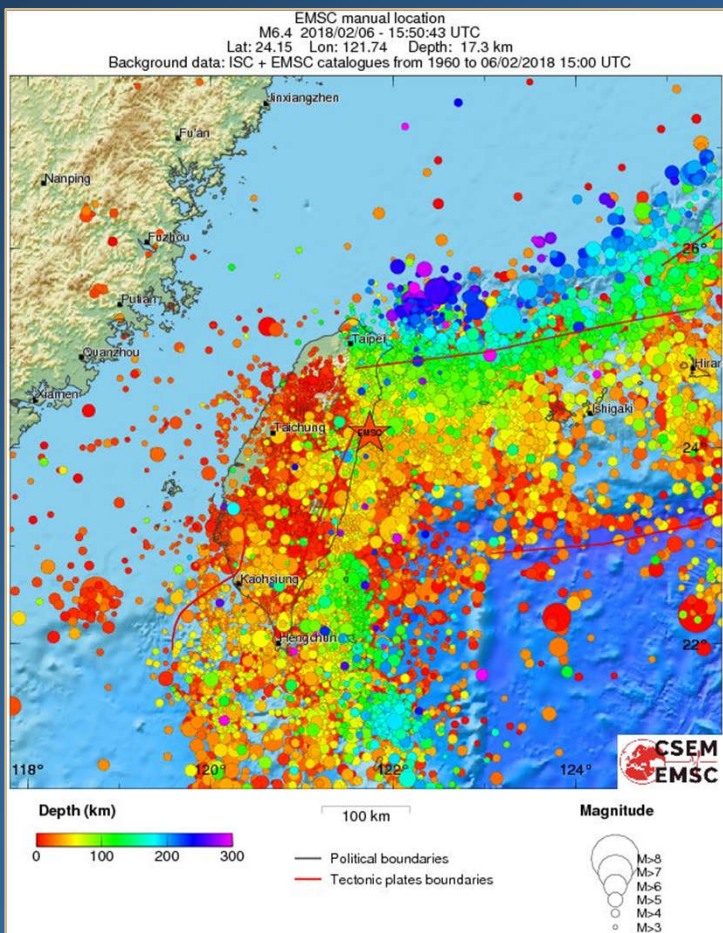 EMSC manual location
M6.4 2018/02/06 - 15:50:43 UTC
Lat: 24.15 Lon: 121.74 Depth: 17.3 km
Background data: ISC + EMSC catalogues from 1960 to 06/02/2018 15:00 UTC
Jinxiangzhen
Fu'an
Nanping
Fuzhou
26°
Putian
Taipei
Quanzhou
Hirar
Xiamen
Ishigaki
Taichung
EMSC
24°
Kaohsiung
Hengchun
22°
CSEM
EMSC
118°
120°
122°
124°
Depth (km)
0 100 200 300
100 km
Political boundaries
Tectonic plates boundaries
Magnitude
M>8
M>7
M>6
M>5
M>4
M>3